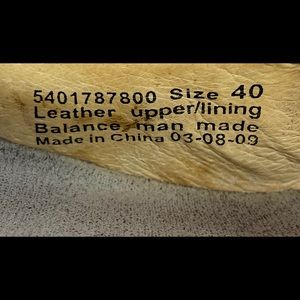 5401787800 Size 40
Leather upper/lining
Balance man made
Made in China 03-08-09